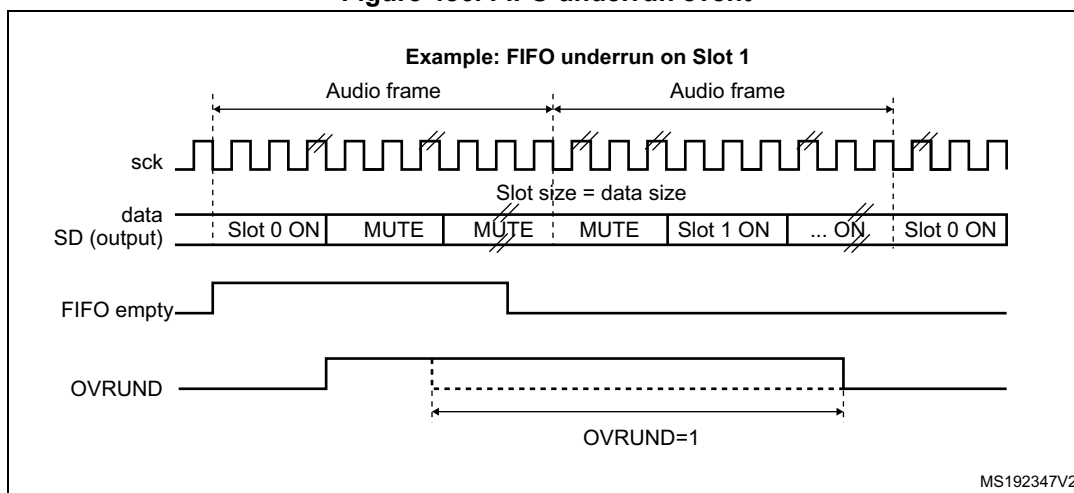 Example: FIFO underrun on Slot 1
Audio frame Audio frame
sck
Slot size = data size
data
SD (output) Slot 0 ON MUTE MUTE MUTE Slot 1 ON ... ON Slot 0 ON
FIFO empty
OVRUND
OVRUND=1
MS192347V2